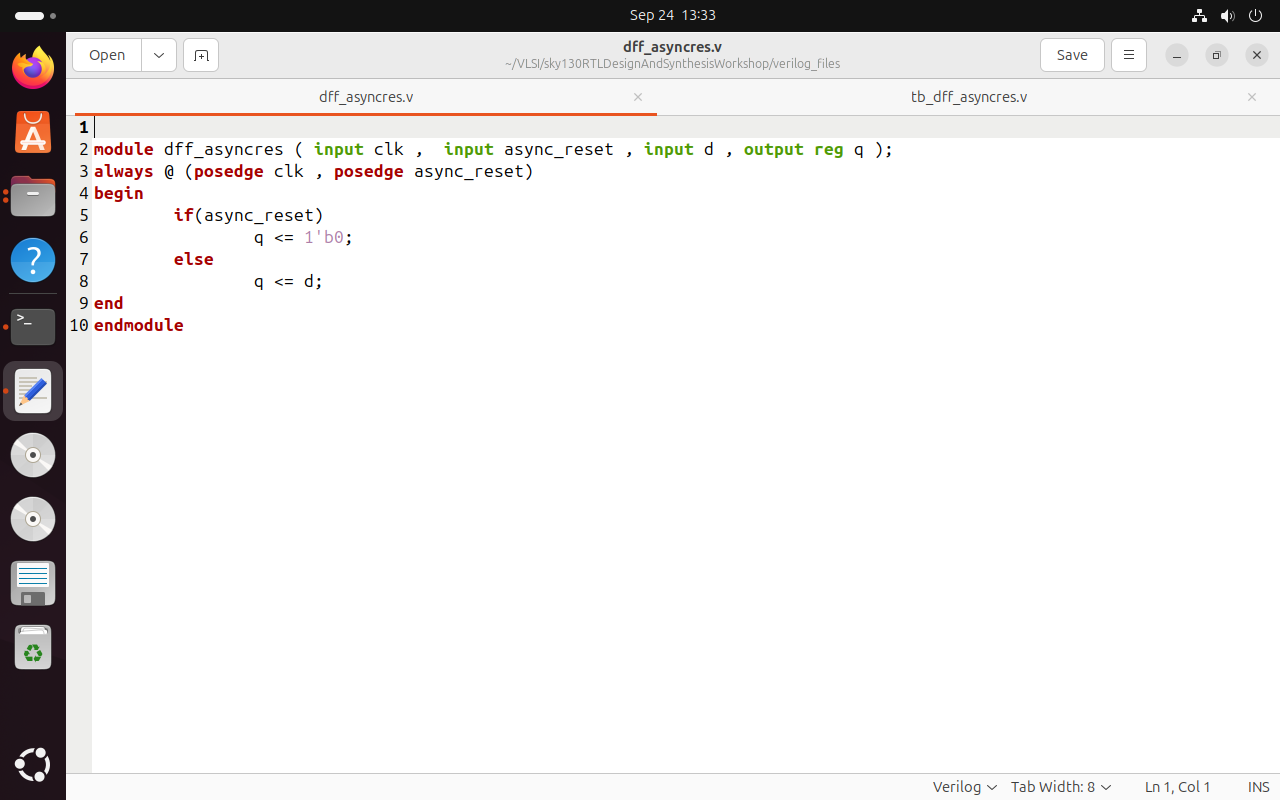 Sep 24 13:33
Open
dff_asyncres.v
~/VLSI/sky130RTLDesignAndSynthesisWorkshop/verilog_files
Save
dff_asyncres.v
tb_dff_asyncres.v
1
2 module dff_asyncres ( input clk ,  input async_reset , input d , output reg q );
3 always @ (posedge clk , posedge async_reset)
4 begin
5         if(async_reset)
6                 q <= 1'b0;
7         else
8                 q <= d;
9 end
10 endmodule
Verilog Tab Width: 8 Ln 1, Col 1 INS